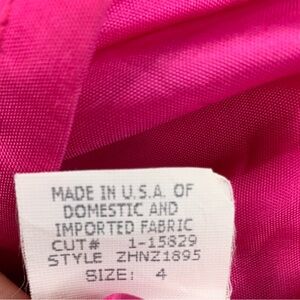 MADE IN U.S.A. OF
DOMESTIC AND
IMPORTED FABRIC
CUT# 1-15829
STYLE ZHNZ1895
SIZE: 4